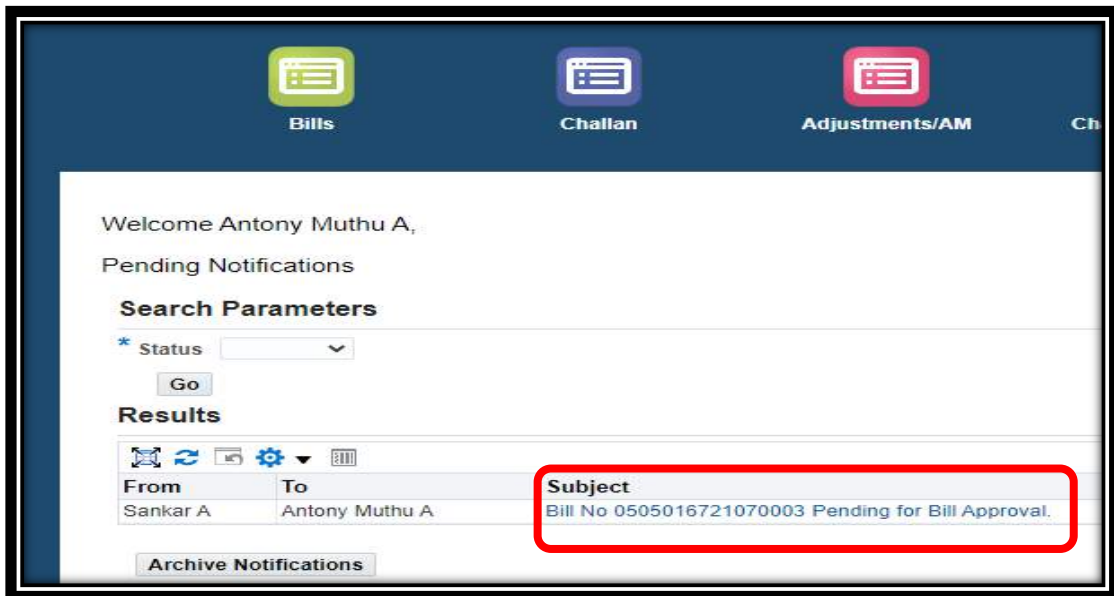 Bills Challan Adjustments/AM Ch
Welcome Antony Muthu A,
Pending Notifications
Search Parameters
* Status
Go
Results
From To Subject
Sankar A Antony Muthu A Bill No 0505016721070003 Pending for Bill Approval.
Archive Notifications